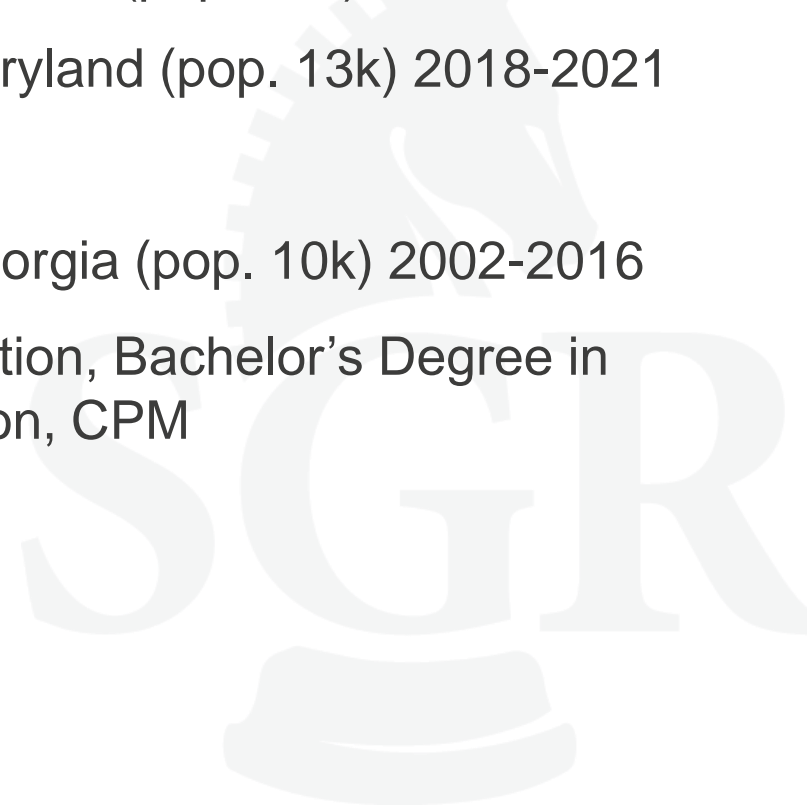 ryland (pop. 13k) 2018-2021
orgia (pop. 10k) 2002-2016
tion, Bachelor’s Degree in
on, CPM
SGR